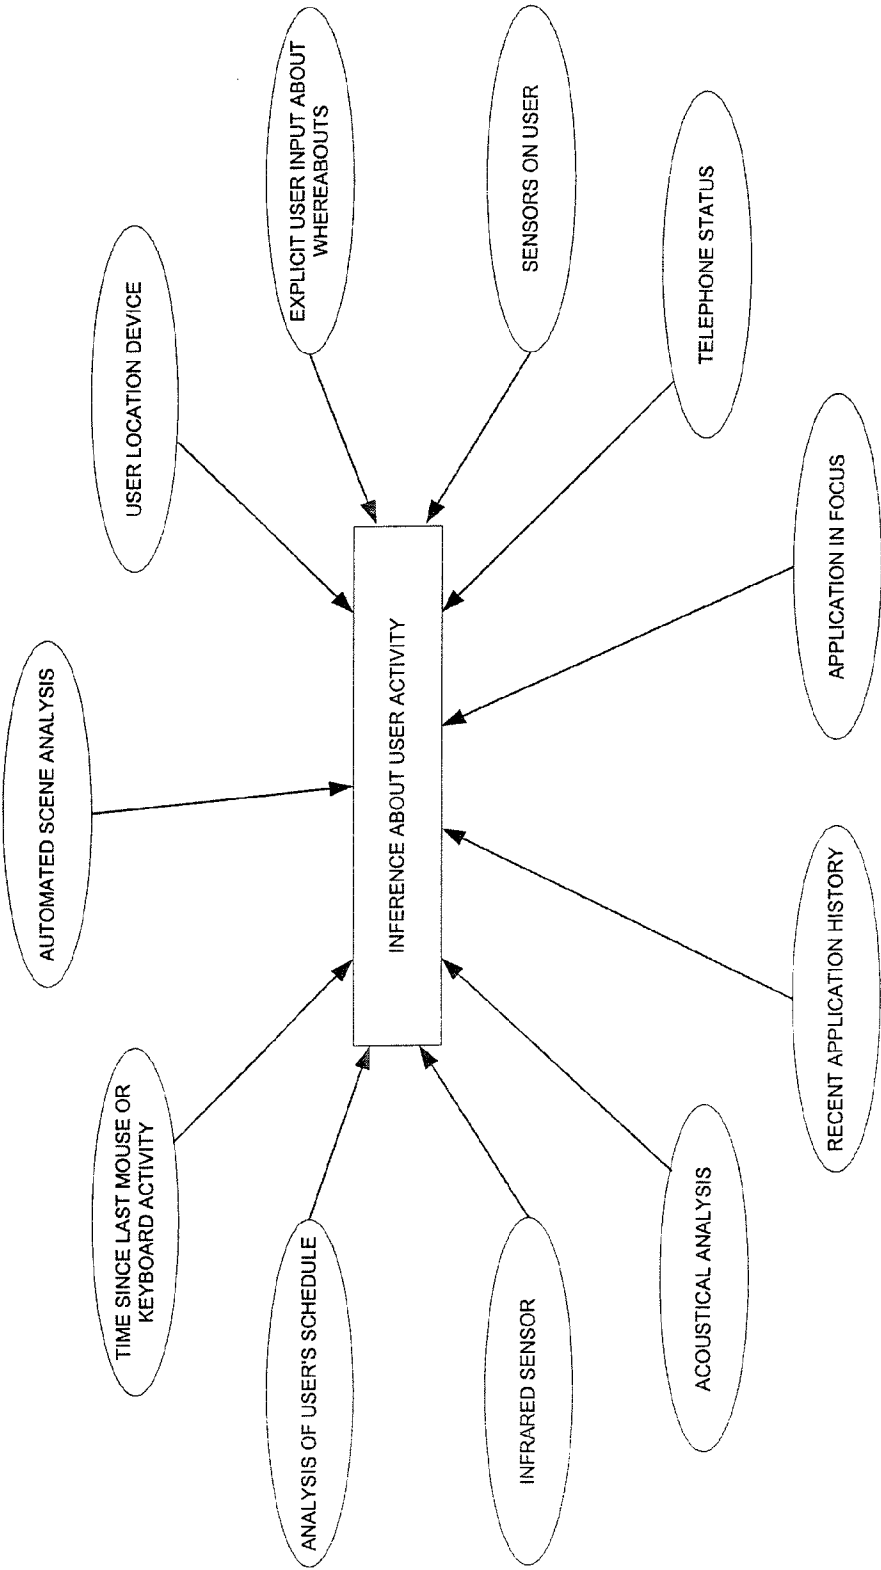 AUTOMATED SCENE ANALYSIS
TIME SINCE LAST MOUSE OR
KEYBOARD ACTIVITY
USER LOCATION DEVICE
ANALYSIS OF USER'S SCHEDULE
EXPLICIT USER INPUT ABOUT
WHEREABOUTS
INFERENCE ABOUT USER ACTIVITY
INFRARED SENSOR
SENSORS ON USER
ACOUSTICAL ANALYSIS
TELEPHONE STATUS
RECENT APPLICATION HISTORY
APPLICATION IN FOCUS